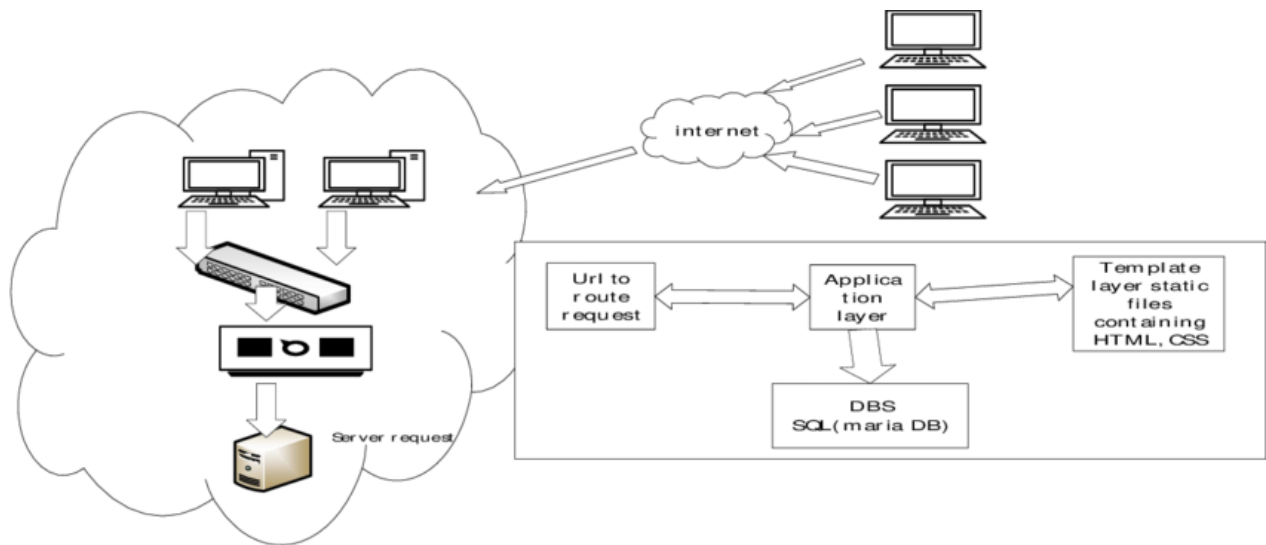 internet
Url to
route
request
Applica
tion
layer
Template
layer static
files
containing
HTML, CSS
DBS
SQL(maria DB)
Server request